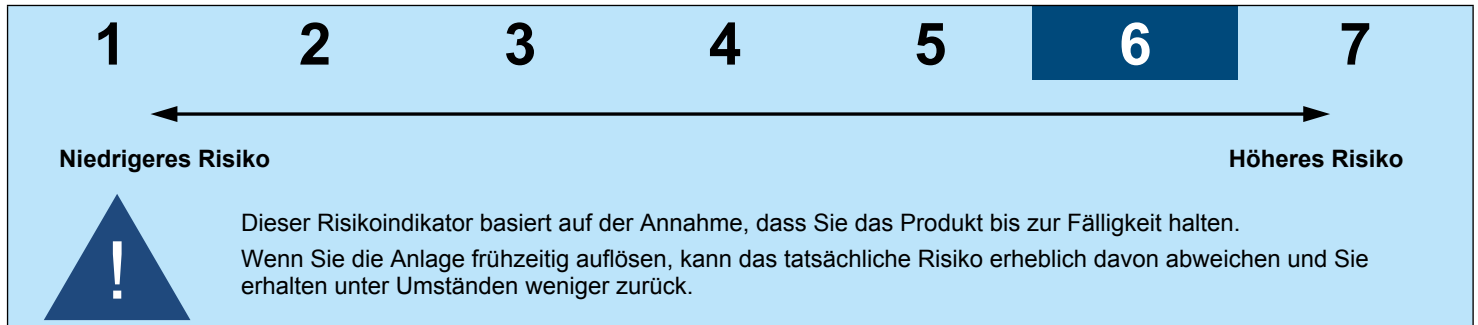 1 2 3 4 5 6 7
Niedrigeres Risiko Höheres Risiko
!
Dieser Risikoindikator basiert auf der Annahme, dass Sie das Produkt bis zur Fälligkeit halten.
Wenn Sie die Anlage frühzeitig auflösen, kann das tatsächliche Risiko erheblich davon abweichen und Sie
erhalten unter Umständen weniger zurück.